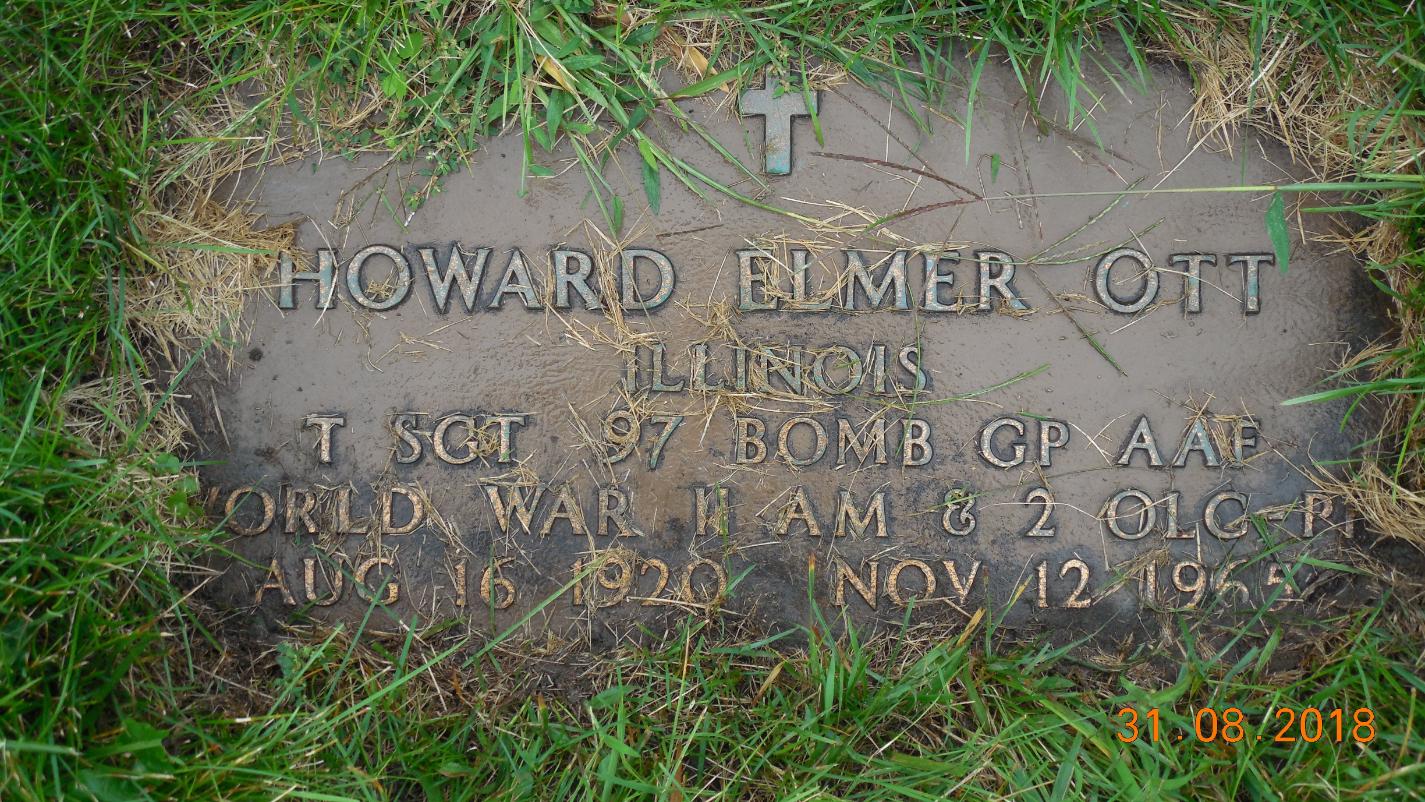 HOWARD ELMER OTT
ILLINOIS
T SGT 97 BOMB GP AAF
WORLD WAR II AM & 2 OLC-PH
AUG 16 1920 NOV 12 1965
31.08.2018